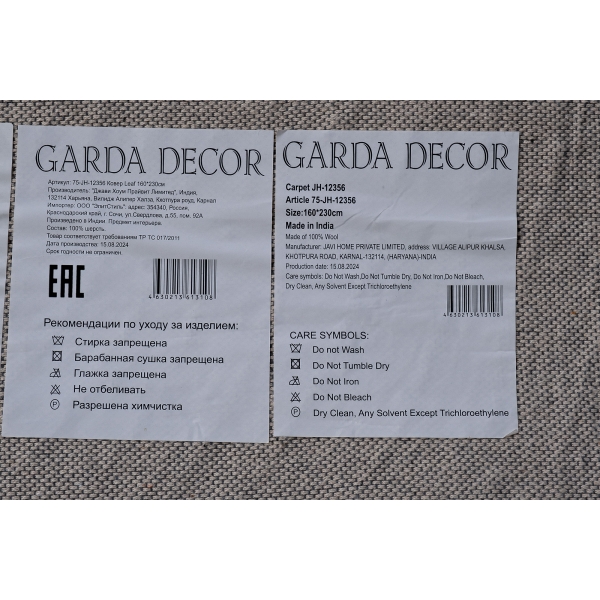 GARDA DECOR
Артикул: 75-JH-12356 Ковер Leaf 160*230cm
Производитель: "Джави Хоум Прайвит Лимитед", Индия,
132114 Харьяна, Вилидж Алипер Халза, Кхотпура роуд, Карнал
Импортер: ООО "ЭлитСтиль", адрес: 354340, Россия,
Краснодарский край, г. Сочи, ул.Свердлова, д.55, пом. 92А
Произведено в Индии. Предмет интерьера.
Состав: 100% шерсть.
Товар соответствует требованиям ТР ТС 017/2011
Дата производства: 15.08.2024
Срок годности не ограничен.
EAC
4630213613108
Рекомендации по уходу за изделием:
Стирка запрещена
Барабанная сушка запрещена
Глажка запрещена
Не отбеливать
P Разрешена химчистка
GARDA DECOR
Carpet JH-12356
Article 75-JH-12356
Size:160*230cm
Made in India
Made of 100% Wool
Manufacturer: JAVI HOME PRIVATE LIMITED, address: VILLAGE ALIPUR KHALSA,
KHOTPURA ROAD, KARNAL-132114, (HARYANA)-INDIA
Production date: 15.08.2024
Care symbols: Do Not Wash,Do Not Tumble Dry, Do Not Iron,Do Not Bleach,
Dry Clean, Any Solvent Except Trichloroethylene
4630213613108
CARE SYMBOLS:
Do not Wash
Do Not Tumble Dry
Do Not Iron
Do Not Bleach
P Dry Clean, Any Solvent Except Trichloroethylene